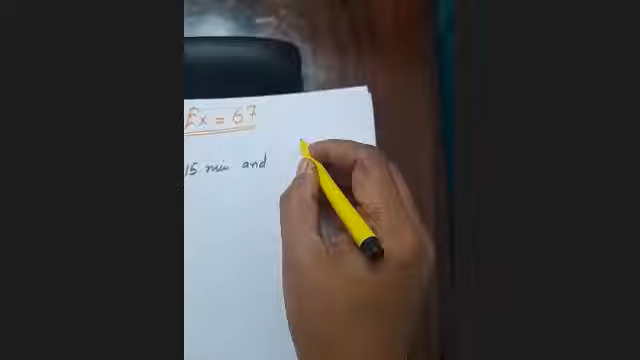 Ex = 6⁷
15 min and